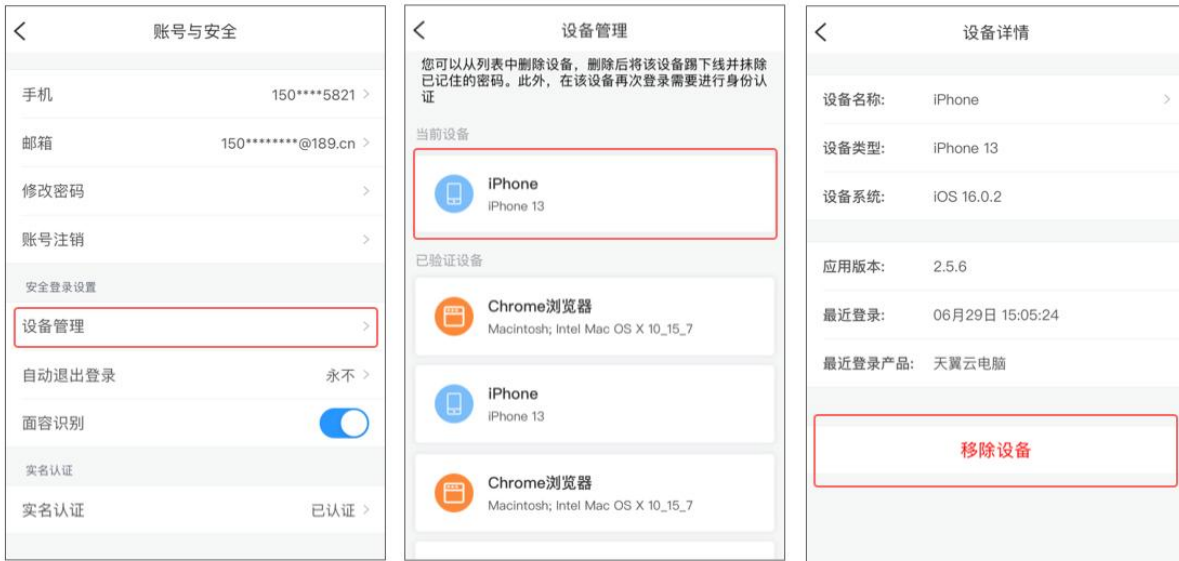 账号与安全
手机 150****5821
邮箱 150********@189.cn
修改密码
账号注销
安全登录设置
设备管理
自动退出登录 永不
面容识别
实名认证
实名认证 已认证
设备管理
您可以从列表中删除设备，删除后将该设备踢下线并抹除
已记住的密码。此外，在该设备再次登录需要进行身份认
证
当前设备
iPhone
iPhone 13
已验证设备
Chrome浏览器
Macintosh; Intel Mac OS X 10_15_7
iPhone
iPhone 13
Chrome浏览器
Macintosh; Intel Mac OS X 10_15_7
设备详情
设备名称: iPhone
设备类型: iPhone 13
设备系统: iOS 16.0.2
应用版本: 2.5.6
最近登录: 06月29日 15:05:24
最近登录产品: 天翼云电脑
移除设备